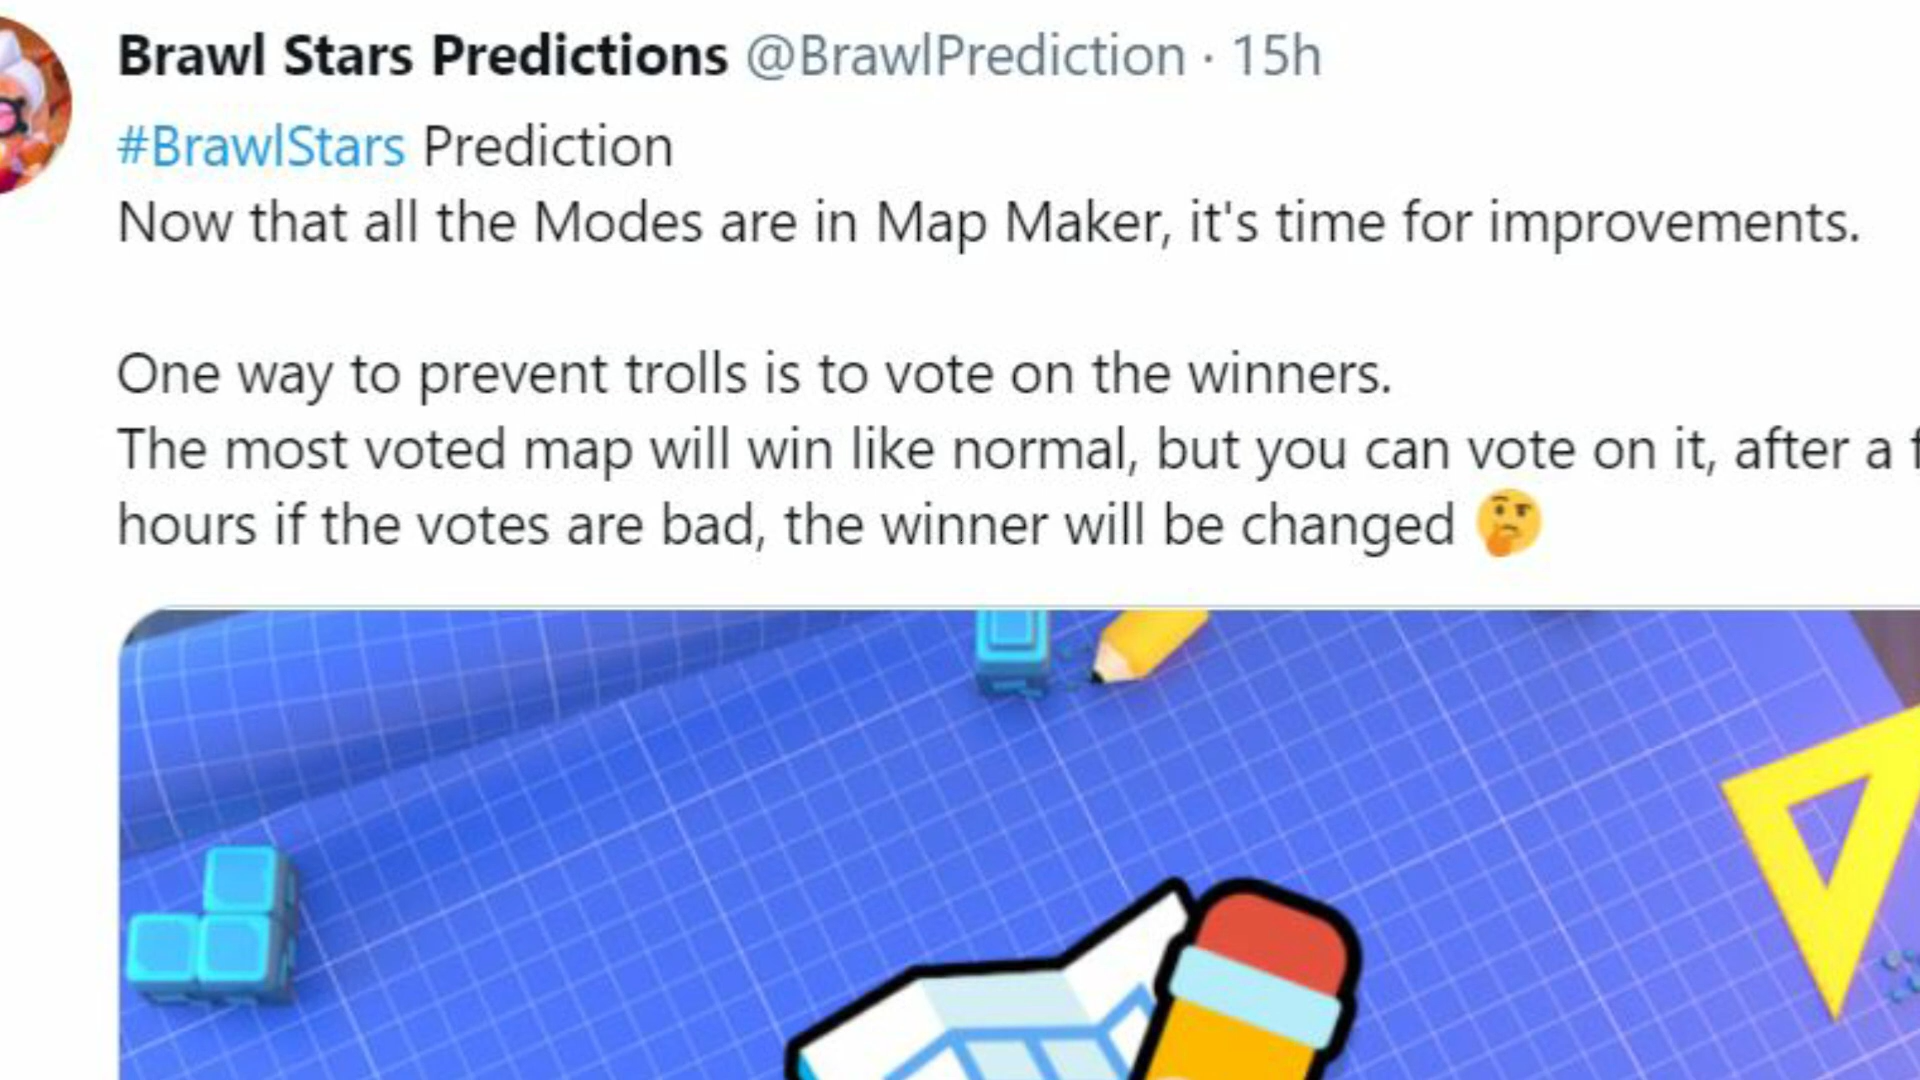 Brawl Stars Predictions @BrawlPrediction · 15h
#BrawlStars Prediction
Now that all the Modes are in Map Maker, it's time for improvements.
One way to prevent trolls is to vote on the winners.
The most voted map will win like normal, but you can vote on it, after a
hours if the votes are bad, the winner will be changed 🤔